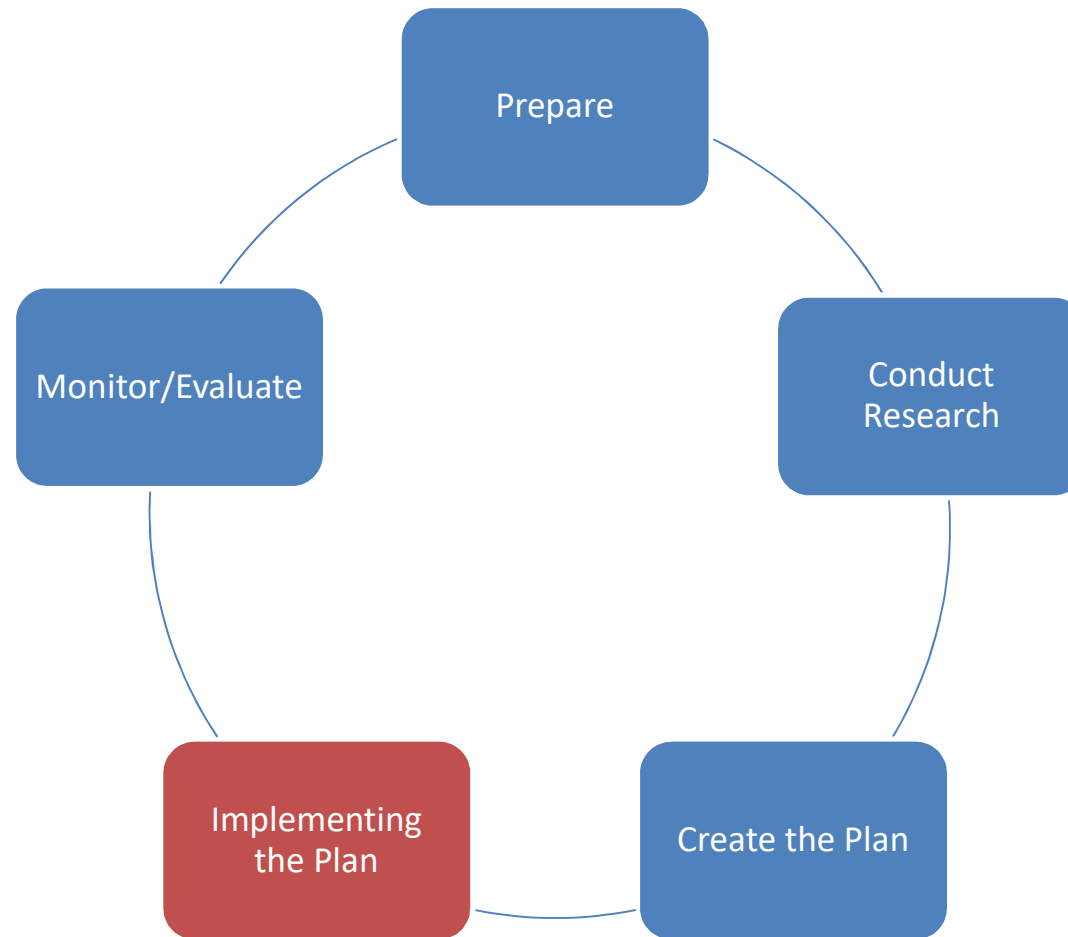 Prepare
Conduct
Research
Create the Plan
Implementing
the Plan
Monitor/Evaluate